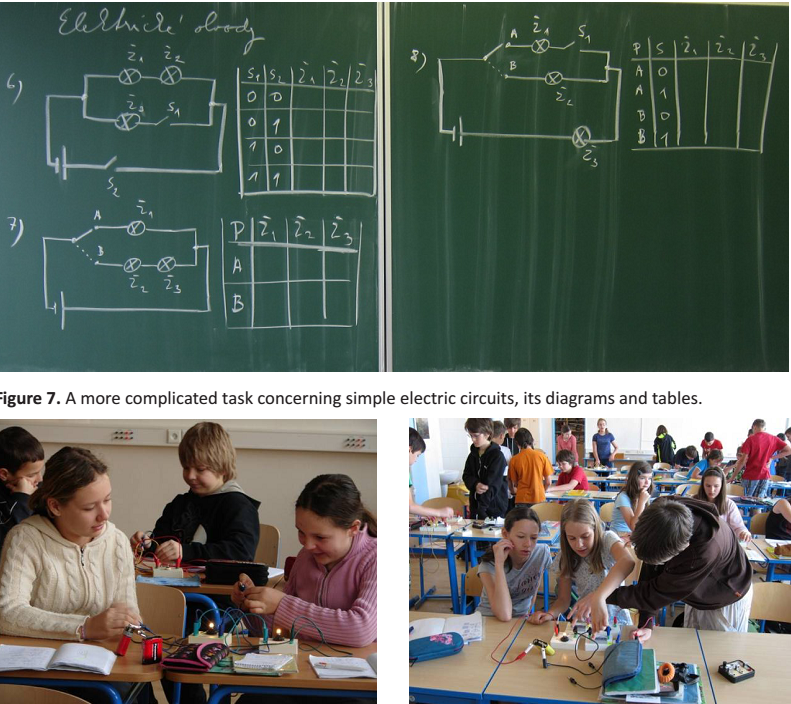 Elektrické obvody
6)
Ž₁ Ž₂
Ž₃ S₁
S₂
S₁ S₂ Ž₁ Ž₂ Ž₃
0 0
0 1
1 0
1 1
7)
A Ž₁
B
Ž₂ Ž₃
P Ž₁ Ž₂ Ž₃
A
B
8)
A Ž₁ S₁
B
Ž₂
Ž₃
P S Ž₁ Ž₂ Ž₃
A 0
A 1
B 0
B 1
Figure 7. A more complicated task concerning simple electric circuits, its diagrams and tables.